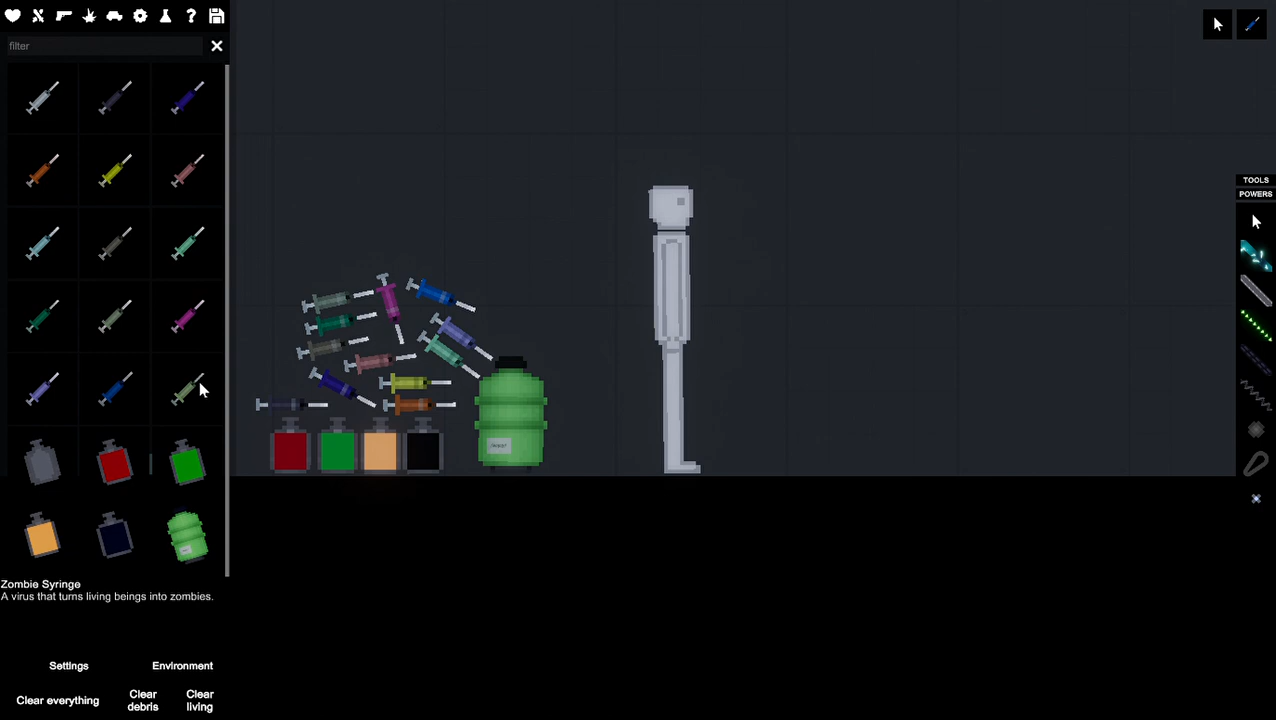 filter
TOOLS
POWERS
Zombie Syringe
A virus that turns living beings into zombies.
Settings
Environment
Clear everything
Clear
debris
Clear
living